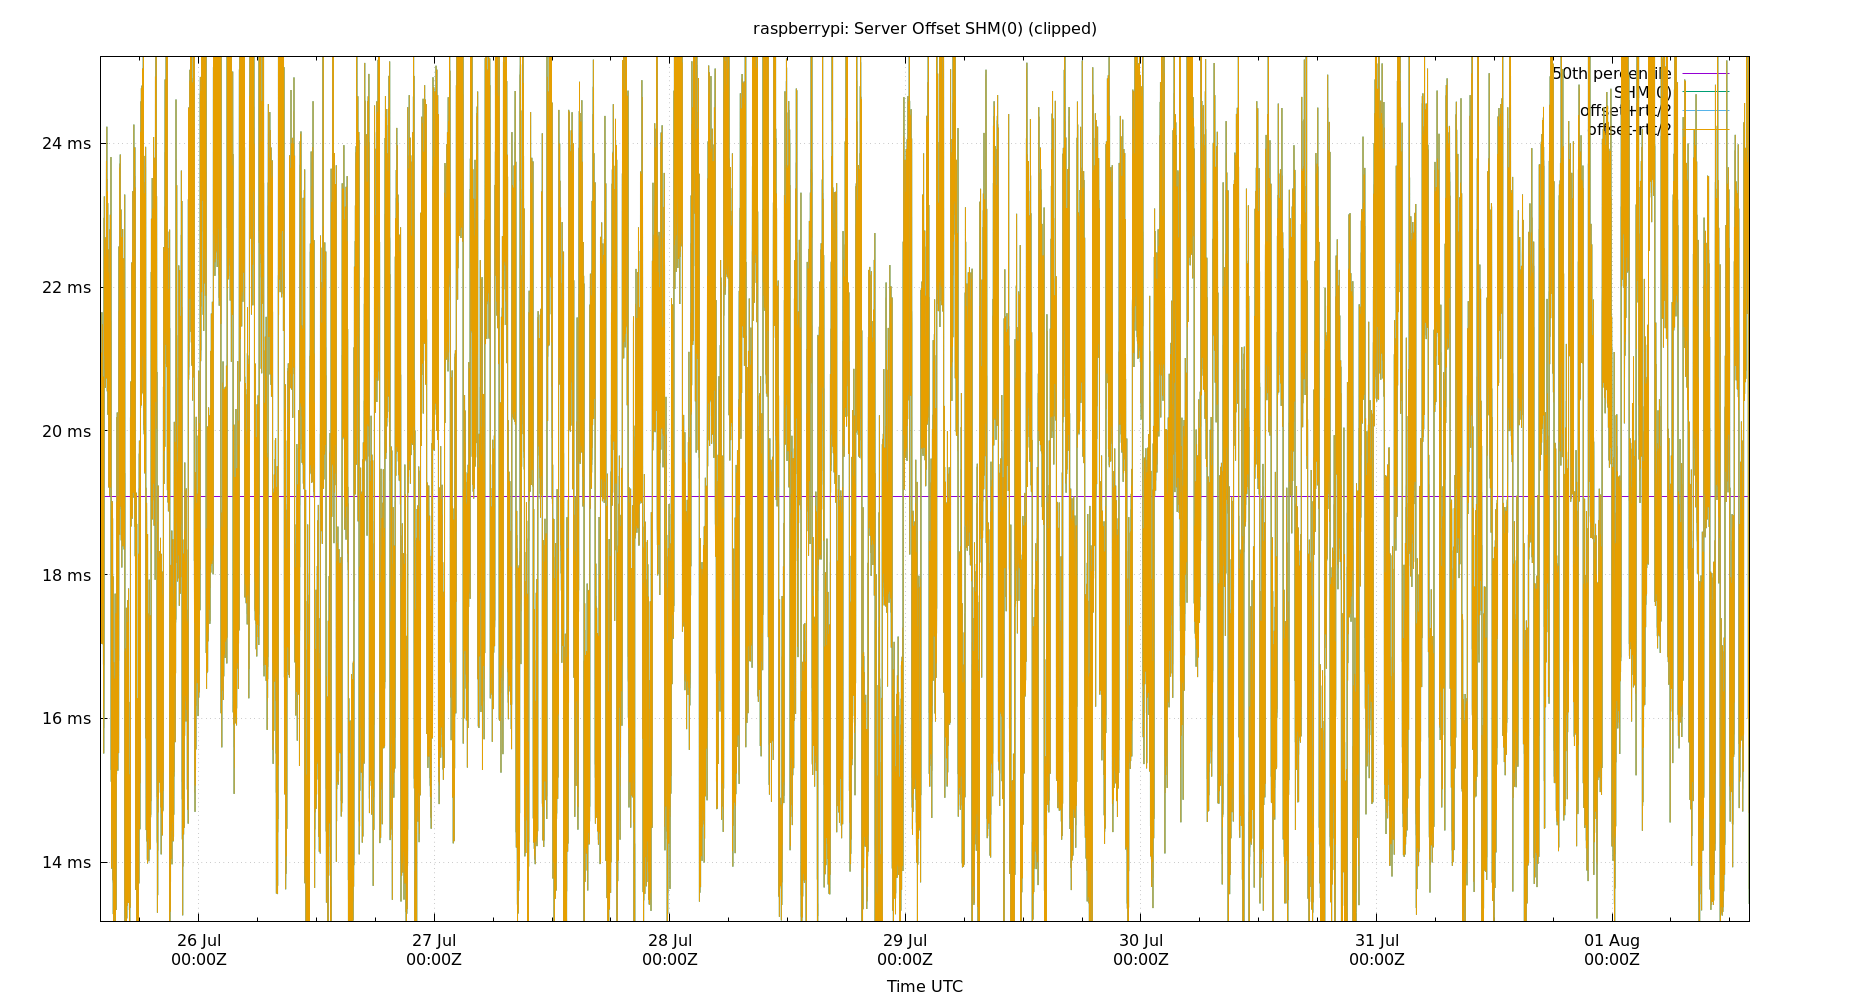 raspberrypi: Server Offset SHM(0) (clipped)
50th percentile
SHM(0)
offset+rtt/2
offset-rtt/2
24 ms
22 ms
20 ms
18 ms
16 ms
14 ms
26 Jul 27 Jul 28 Jul 29 Jul 30 Jul 31 Jul 01 Aug
00:00Z 00:00Z 00:00Z 00:00Z 00:00Z 00:00Z 00:00Z
Time UTC